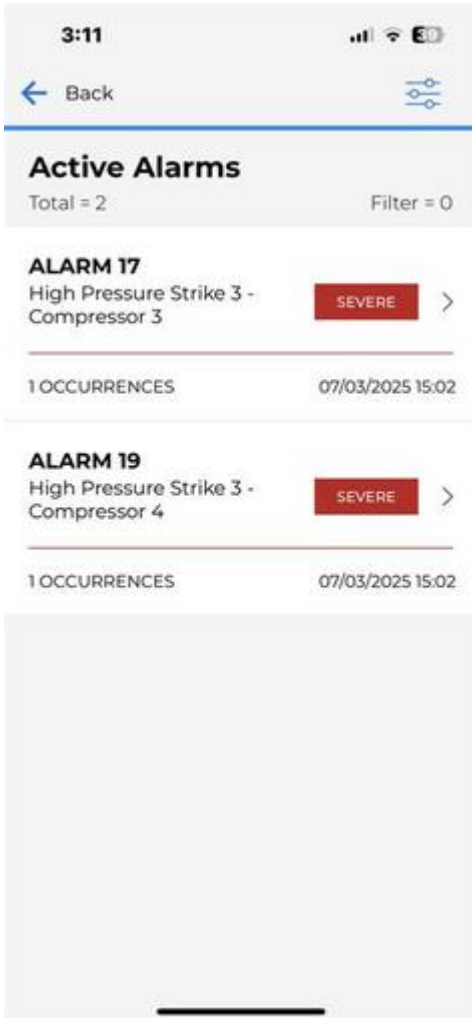 3:11
Back
Active Alarms
Total = 2 Filter = 0
ALARM 17
High Pressure Strike 3 -
Compressor 3
SEVERE
1 OCCURRENCES 07/03/2025 15:02
ALARM 19
High Pressure Strike 3 -
Compressor 4
SEVERE
1 OCCURRENCES 07/03/2025 15:02